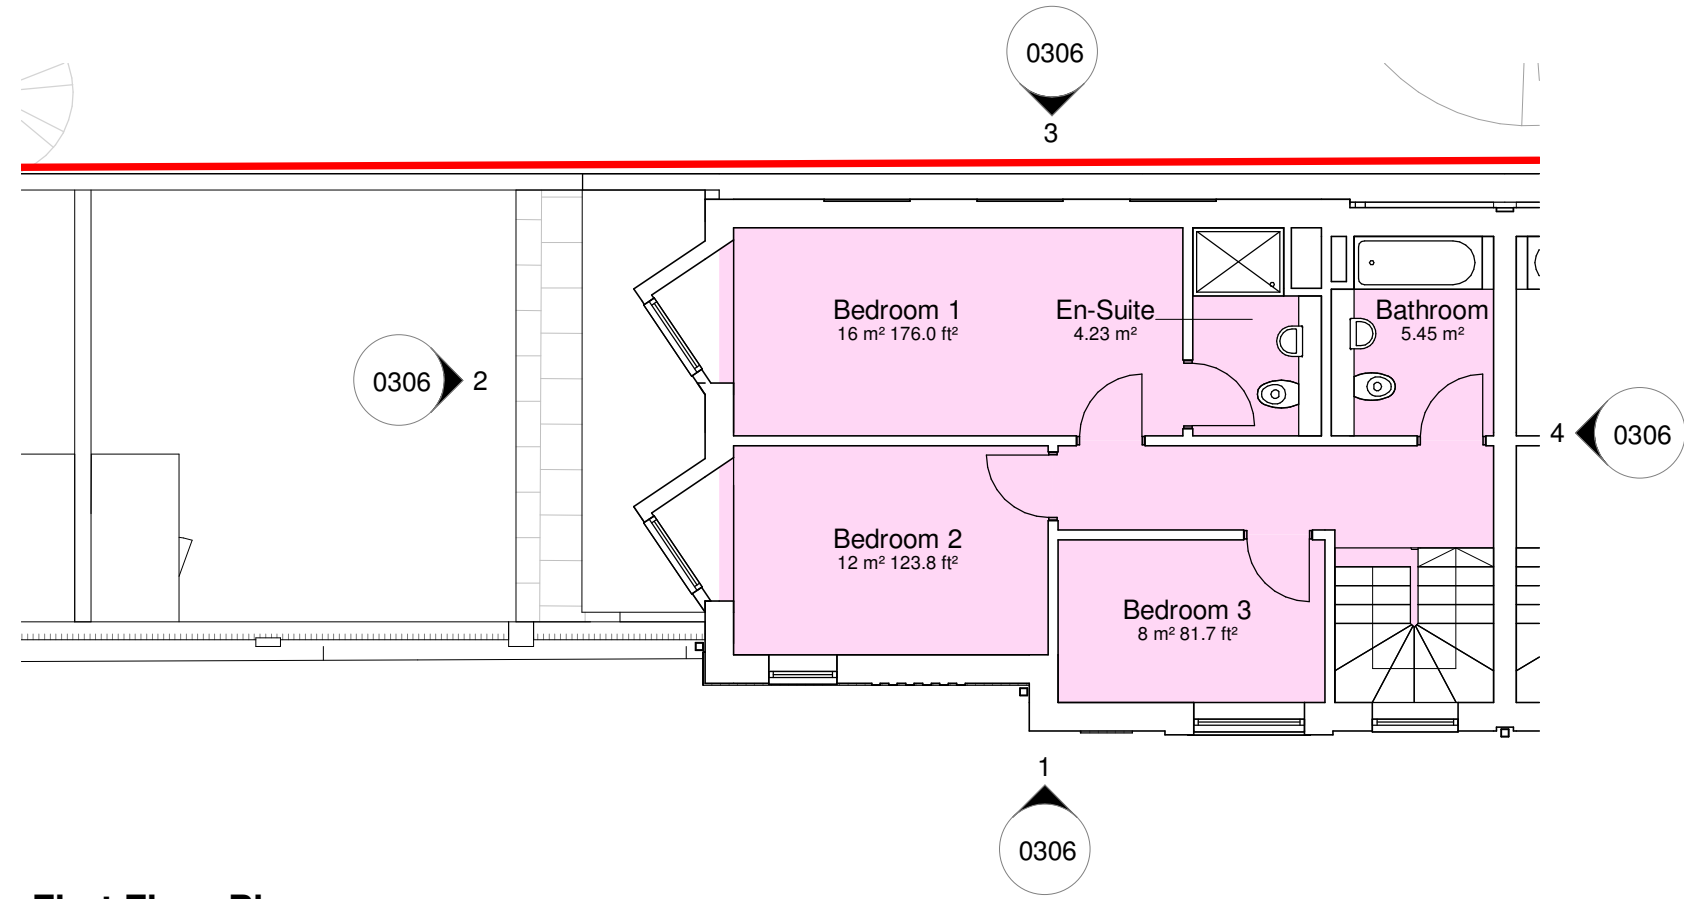 0306
3
Bedroom 1
16 m² 176.0 ft²
En-Suite
4.23 m²
Bathroom
5.45 m²
0306
2
4
0306
Bedroom 2
12 m² 123.8 ft²
Bedroom 3
8 m² 81.7 ft²
1
0306